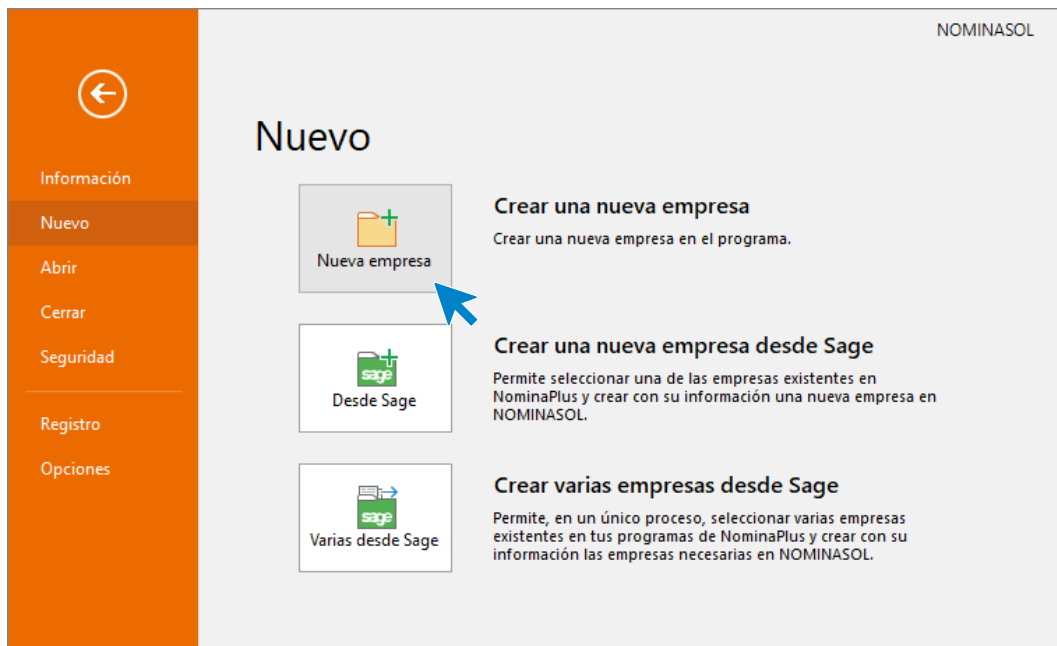 NOMINASOL
Información
Nuevo
Abrir
Cerrar
Seguridad
Registro
Opciones
Nuevo
Nueva empresa
Crear una nueva empresa
Crear una nueva empresa en el programa.
sage
Desde Sage
Crear una nueva empresa desde Sage
Permite seleccionar una de las empresas existentes en
NominaPlus y crear con su información una nueva empresa en
NOMINASOL.
sage
Varias desde Sage
Crear varias empresas desde Sage
Permite, en un único proceso, seleccionar varias empresas
existentes en tus programas de NominaPlus y crear con su
información las empresas necesarias en NOMINASOL.